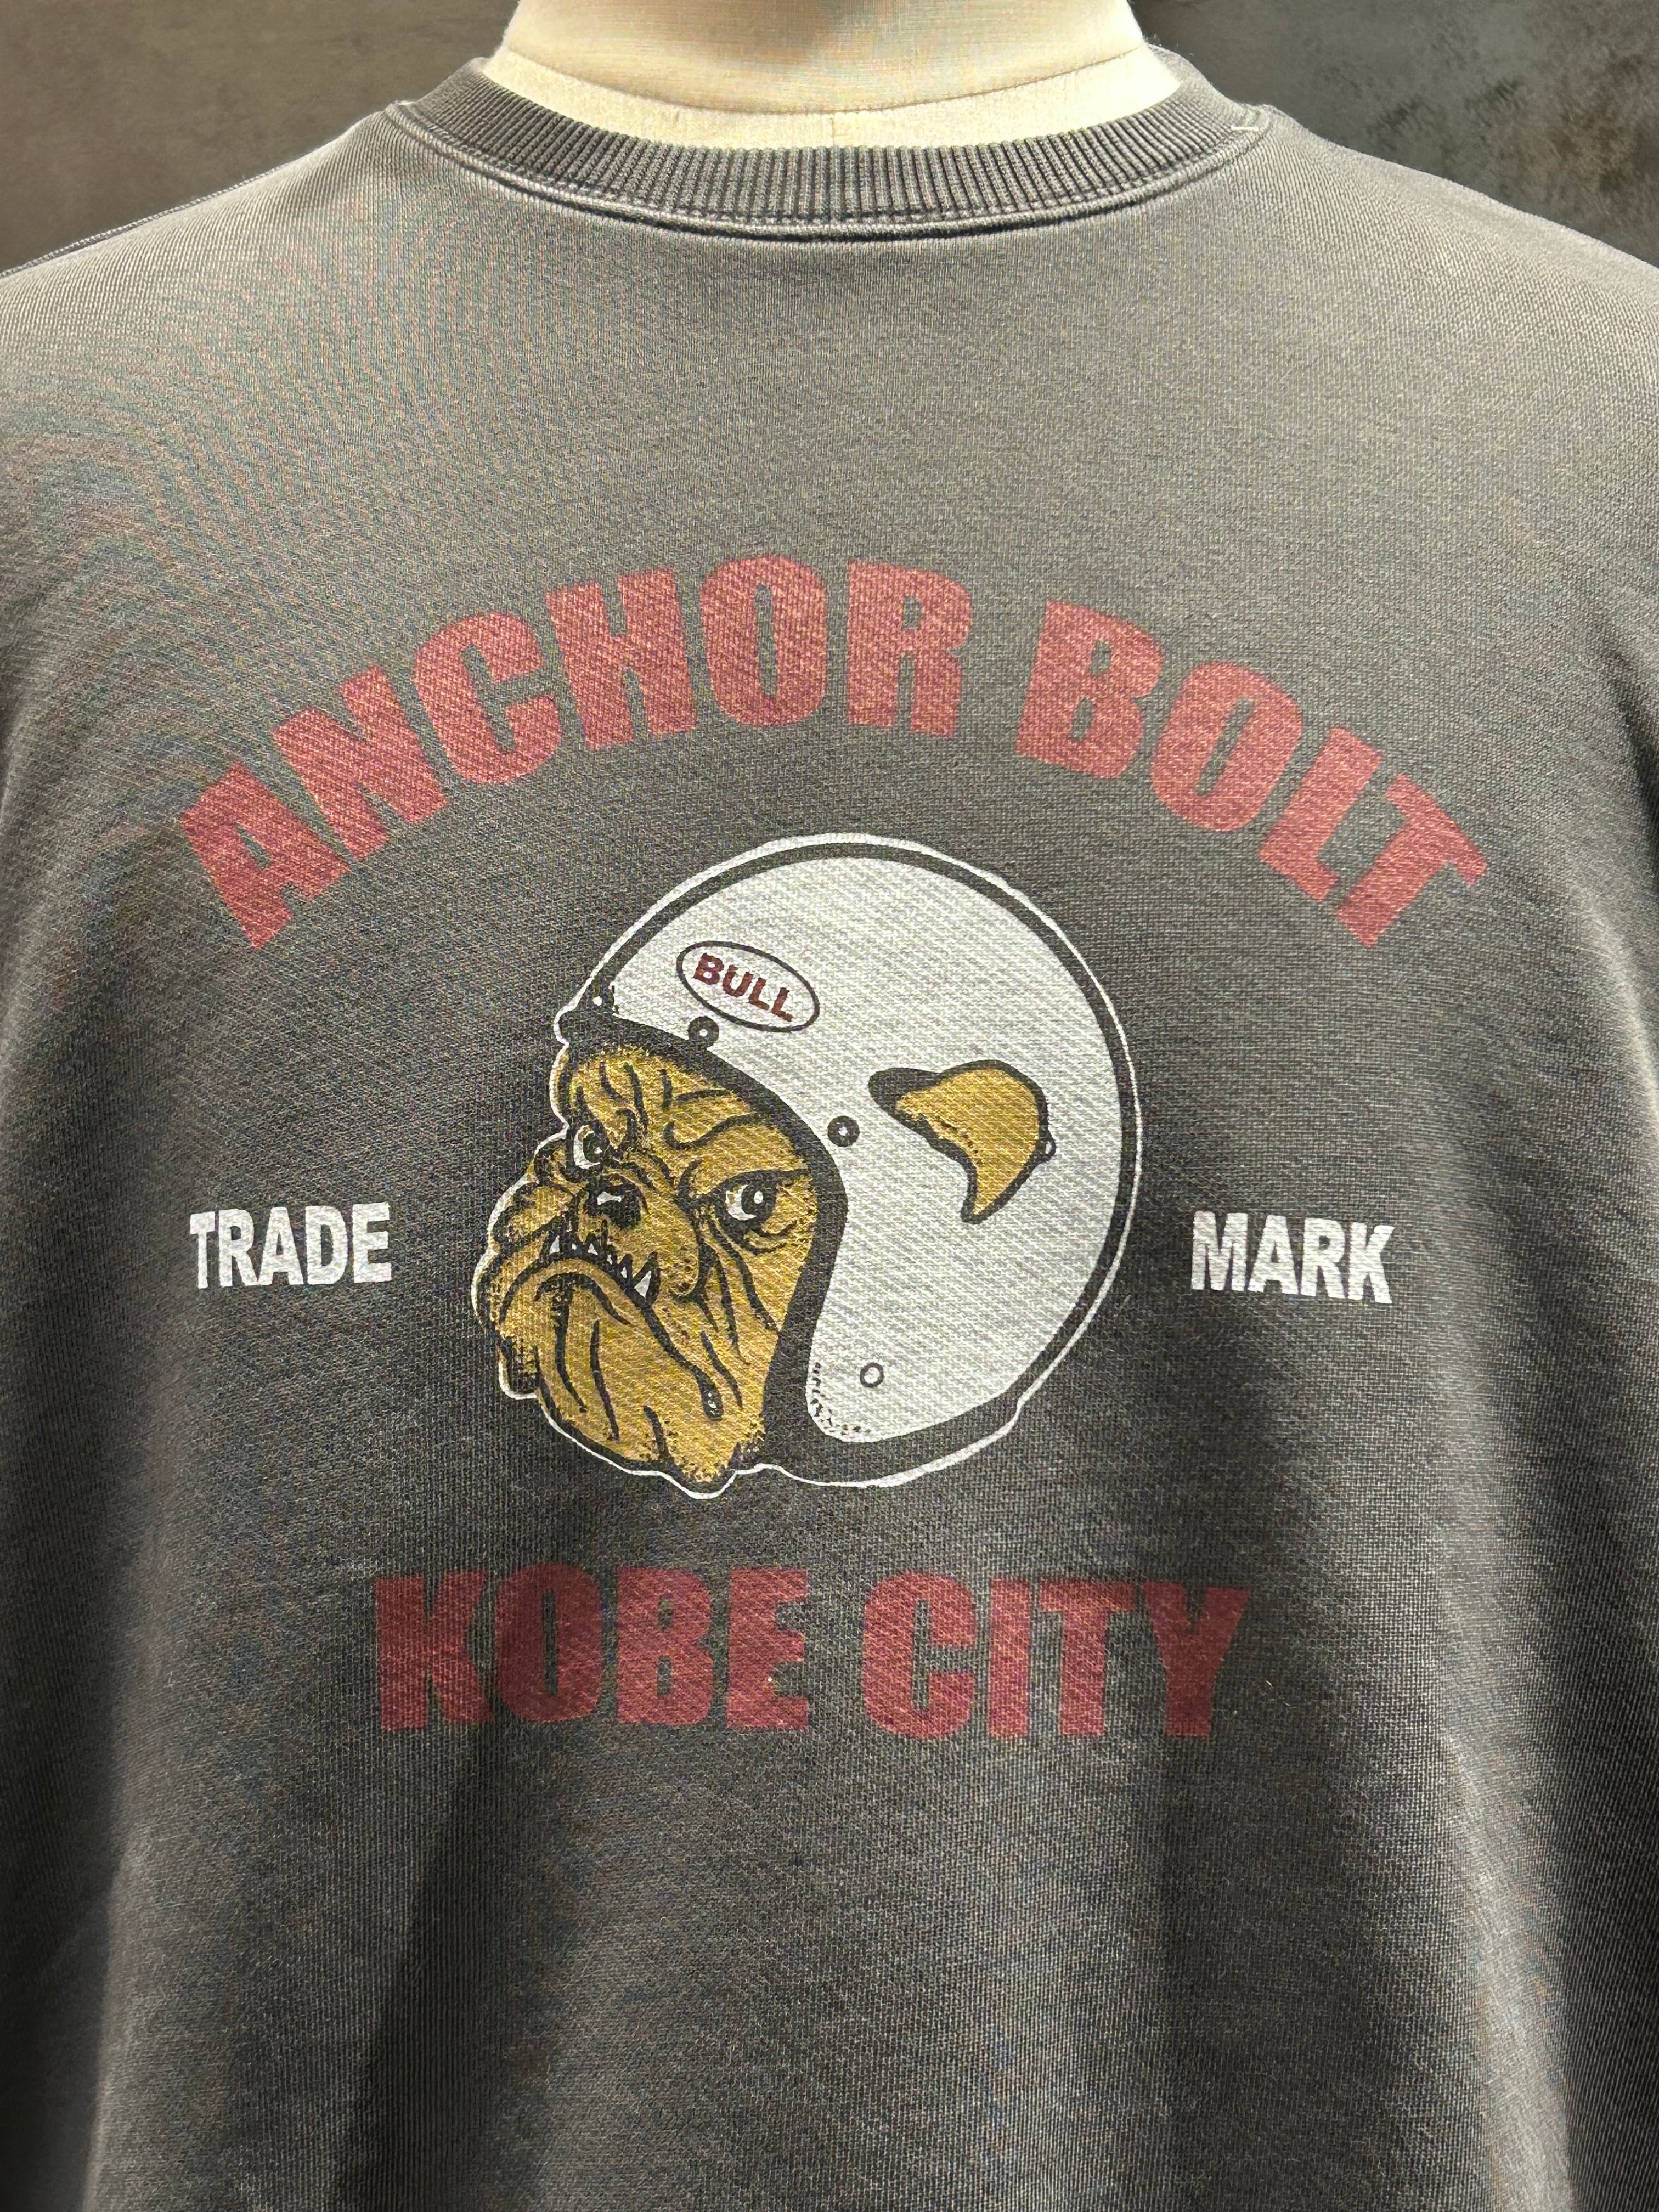 ANCHOR BOLT
BULL
TRADE MARK
KOBE CITY